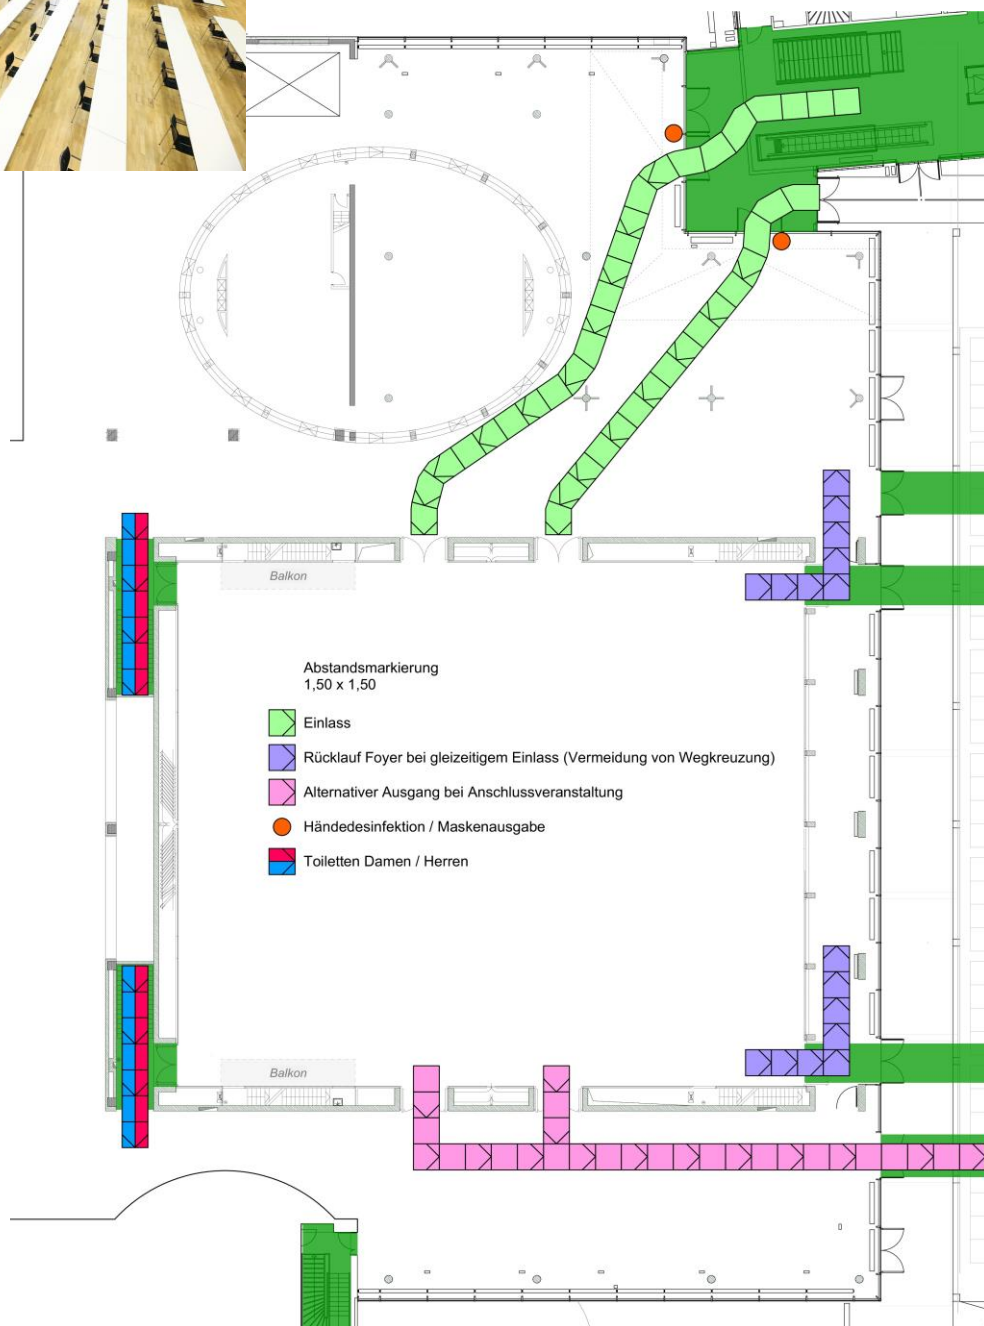 Balkon
Abstandsmarkierung
1,50 x 1,50
Einlass
Rücklauf Foyer bei gleizeitigem Einlass (Vermeidung von Wegkreuzung)
Alternativer Ausgang bei Anschlussveranstaltung
Händedesinfektion / Maskenausgabe
Toiletten Damen / Herren
Balkon